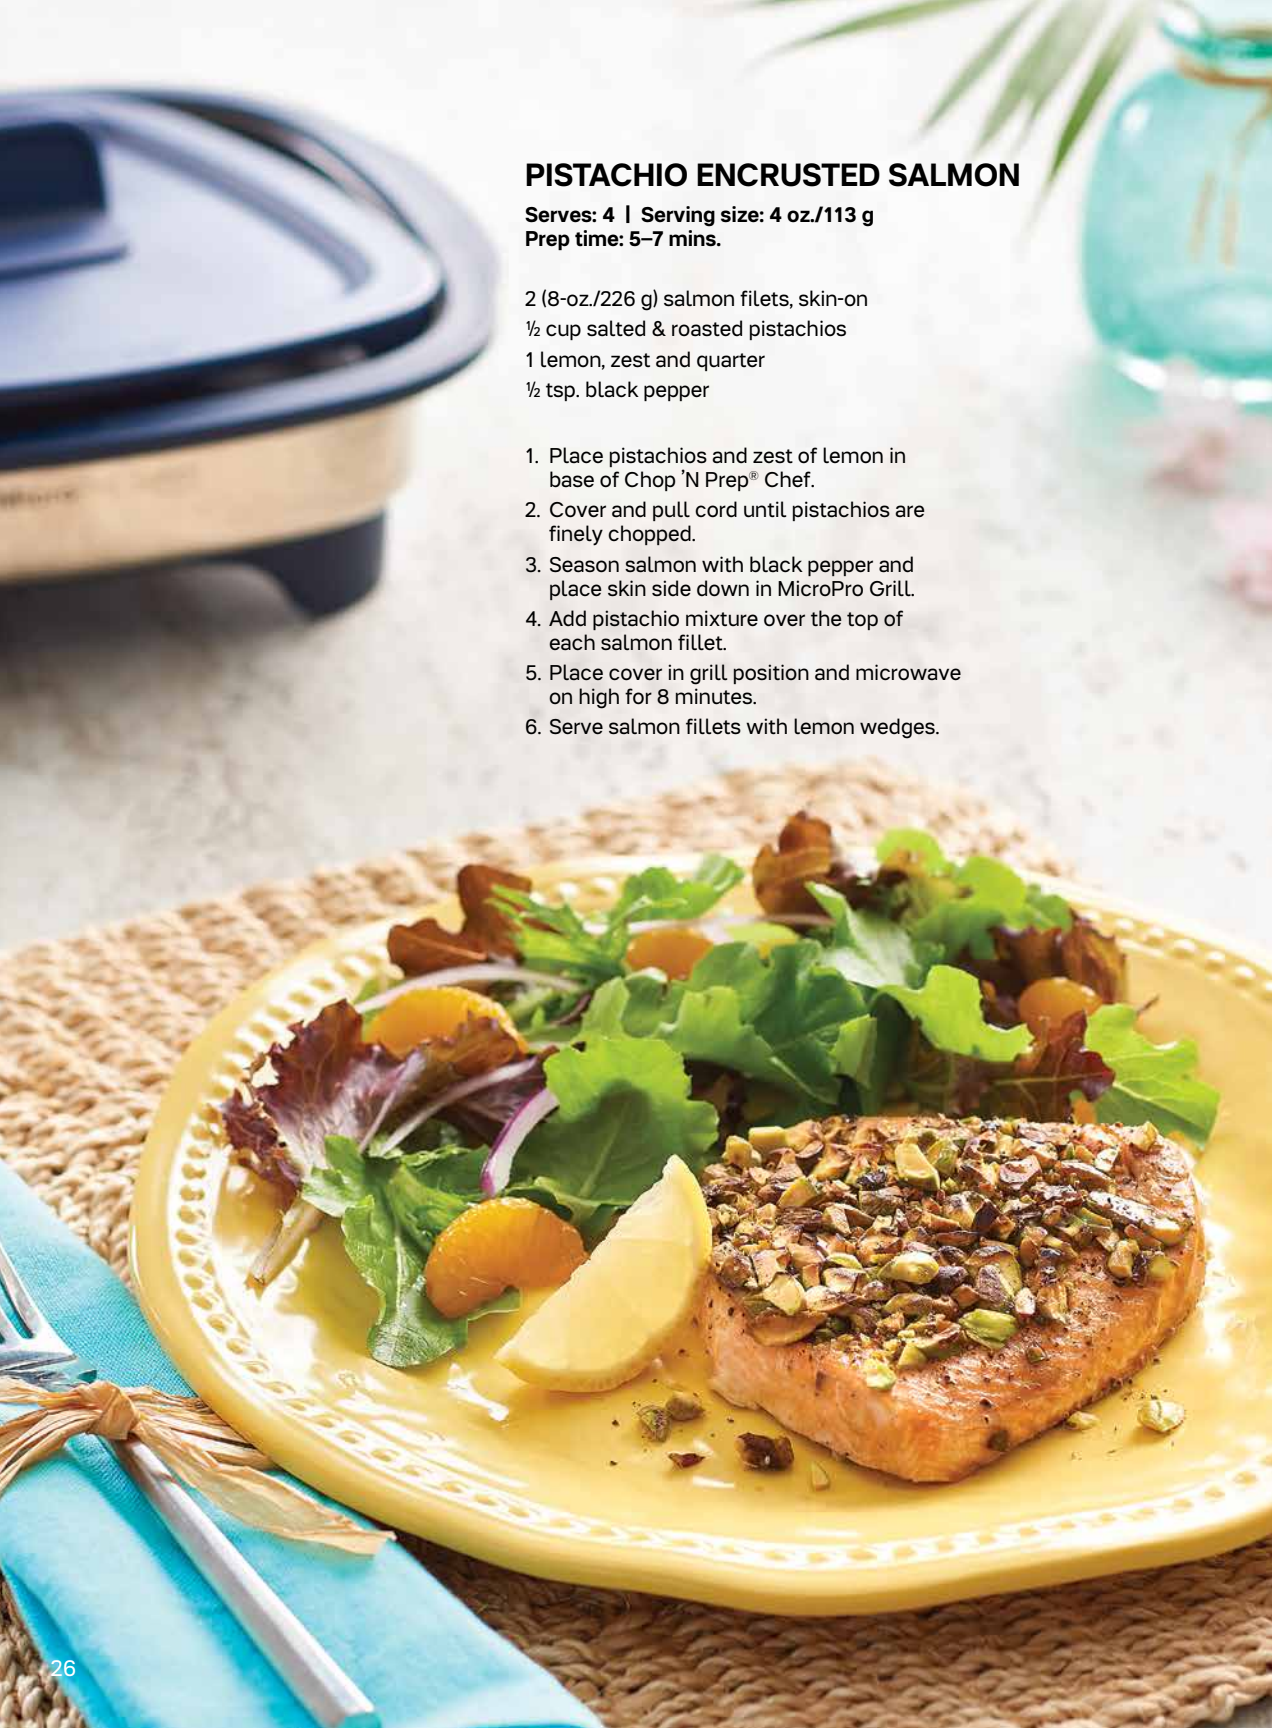 PISTACHIO ENCRUSTED SALMON
Serves: 4 | Serving size: 4 oz./113 g
Prep time: 5–7 mins.
2 (8-oz./226 g) salmon filets, skin-on
½ cup salted & roasted pistachios
1 lemon, zest and quarter
½ tsp. black pepper
1. Place pistachios and zest of lemon in
base of Chop ’N Prep® Chef.
2. Cover and pull cord until pistachios are
finely chopped.
3. Season salmon with black pepper and
place skin side down in MicroPro Grill.
4. Add pistachio mixture over the top of
each salmon fillet.
5. Place cover in grill position and microwave
on high for 8 minutes.
6. Serve salmon fillets with lemon wedges.
26